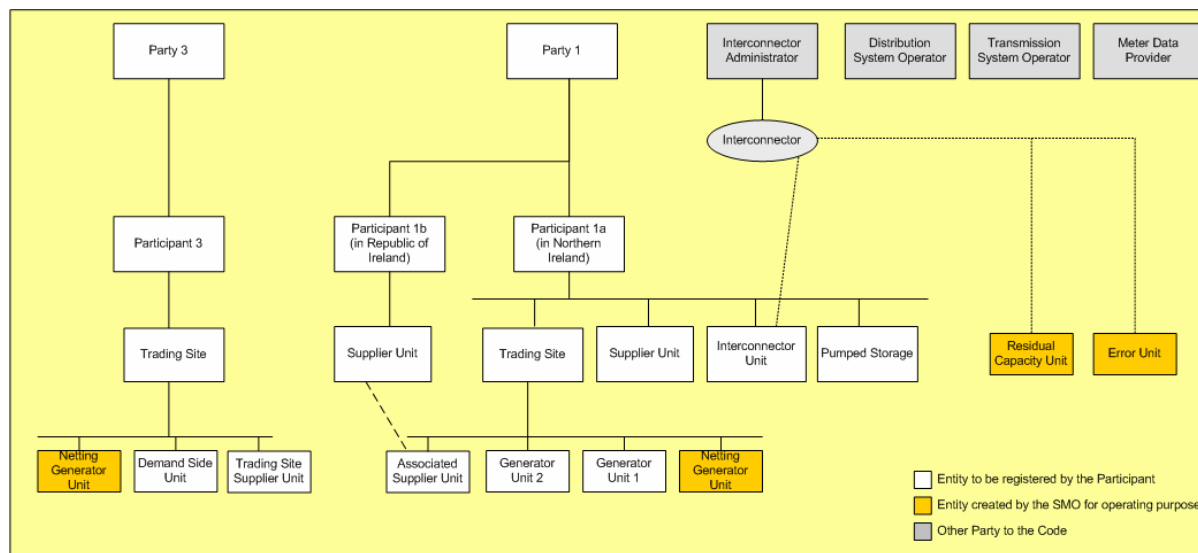 Party 3
Party 1
Interconnector
Administrator
Distribution
System Operator
Transmission
System Operator
Meter Data
Provider
Interconnector
Participant 3
Participant 1b
(in Republic of
Ireland)
Participant 1a
(in Northern
Ireland)
Trading Site
Supplier Unit
Trading Site
Supplier Unit
Interconnector
Unit
Pumped Storage
Residual
Capacity Unit
Error Unit
Netting
Generator
Unit
Demand Side
Unit
Trading Site
Supplier Unit
Associated
Supplier Unit
Generator
Unit 2
Generator
Unit 1
Netting
Generator
Unit
Entity to be registered by the Participant
Entity created by the SMO for operating purpose
Other Party to the Code